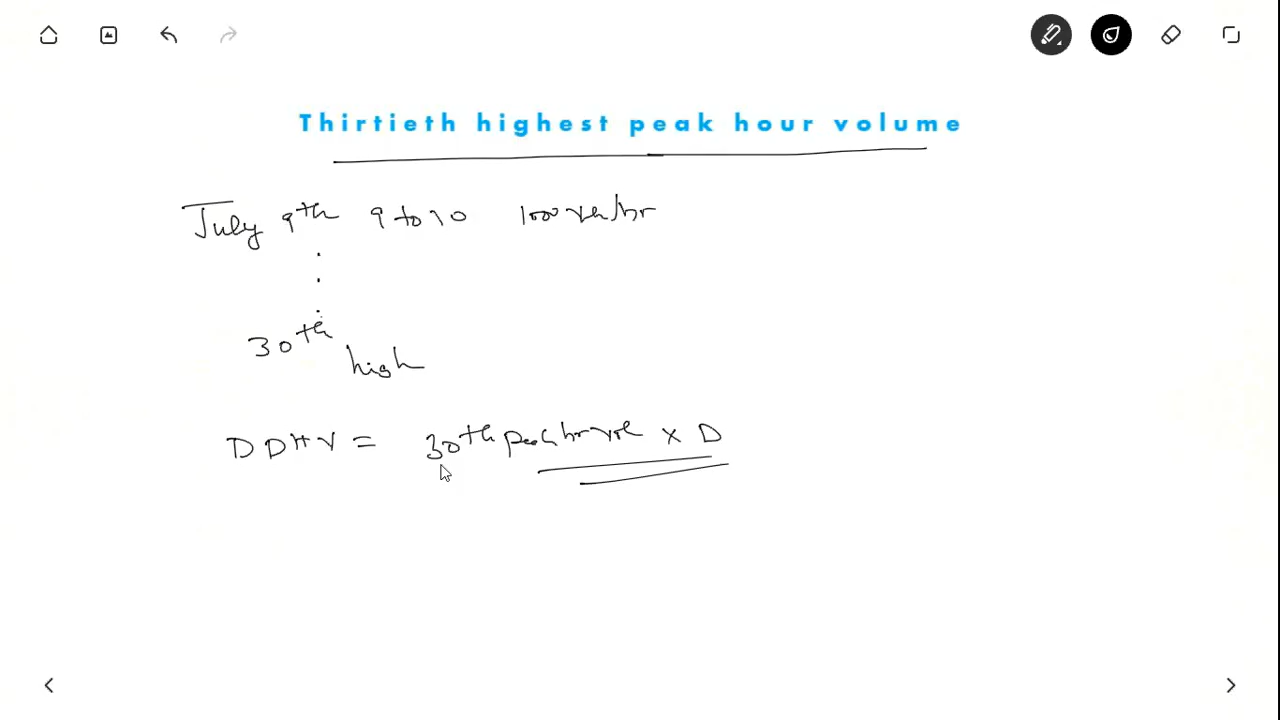 Thirtieth highest peak hour volume
July 9th 9 to 10 1000 veh/hr
30th
high
DDHV = 30th peak hr vol x D